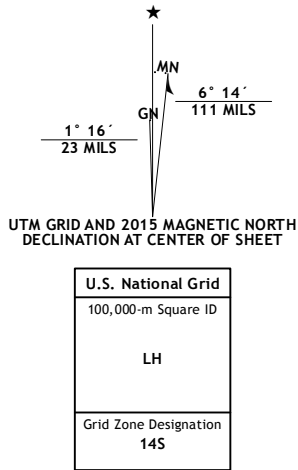 ★
MN
GN
6° 14´
111 MILS
1° 16´
23 MILS
UTM GRID AND 2015 MAGNETIC NORTH
DECLINATION AT CENTER OF SHEET
U.S. National Grid
100,000-m Square ID
LH
Grid Zone Designation
14S